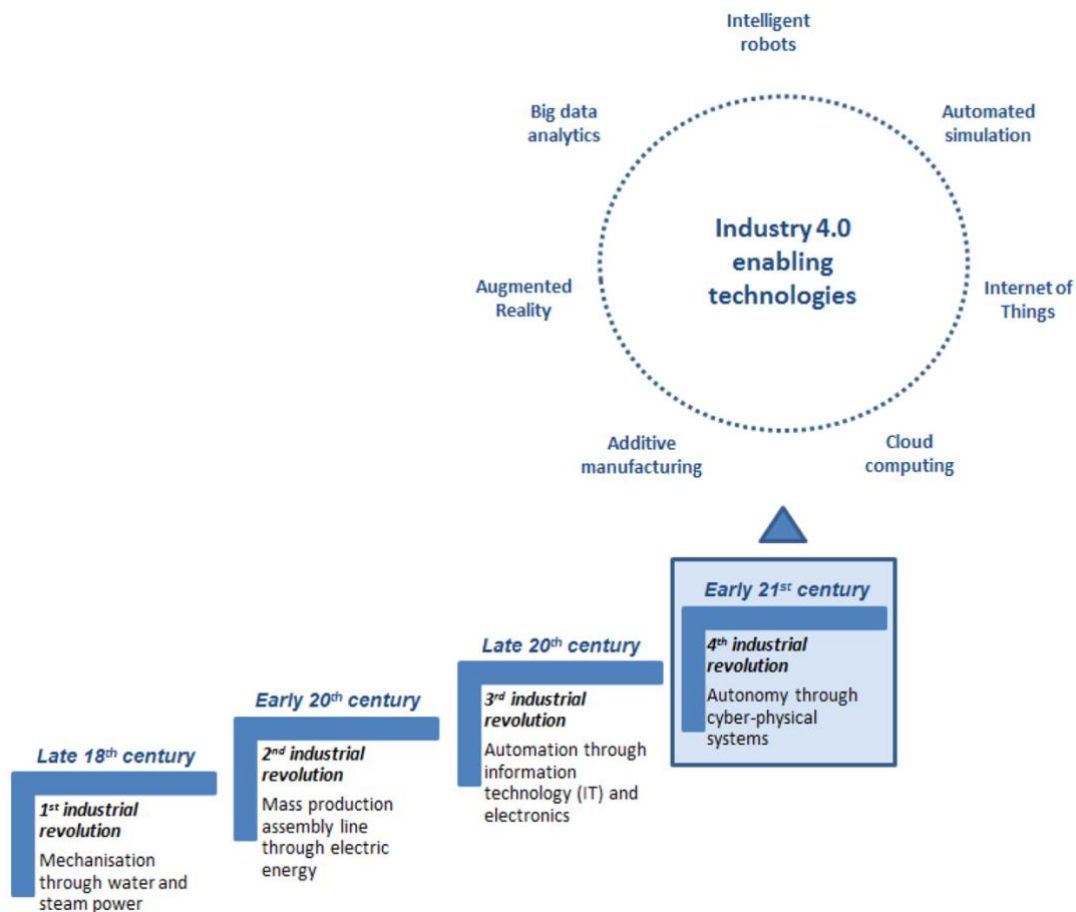 Intelligent
robots
Big data
analytics
Automated
simulation
Industry 4.0
enabling
technologies
Augmented
Reality
Internet of
Things
Additive
manufacturing
Cloud
computing
Early 21st century
4th industrial
revolution
Autonomy through
cyber-physical
systems
Late 20th century
3rd industrial
revolution
Automation through
information
technology (IT) and
electronics
Early 20th century
2nd industrial
revolution
Mass production
assembly line
through electric
energy
Late 18th century
1st industrial
revolution
Mechanisation
through water and
steam power